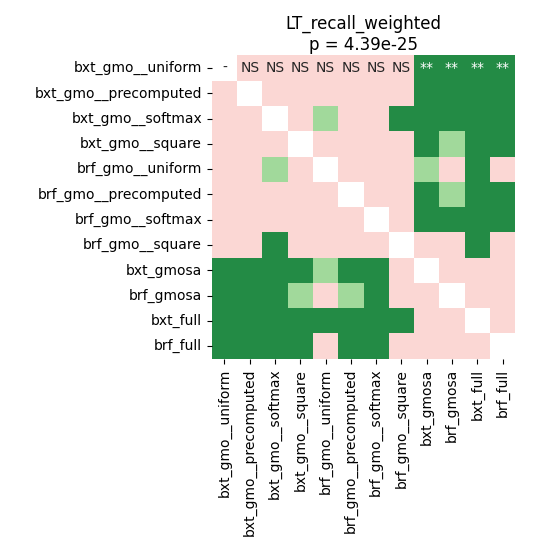 LT_recall_weighted
p = 4.39e-25
bxt_gmo__uniform - NS NS NS NS NS NS NS ** ** ** **
bxt_gmo__precomputed
bxt_gmo__softmax
bxt_gmo__square
brf_gmo__uniform
brf_gmo__precomputed
brf_gmo__softmax
brf_gmo__square
bxt_gmosa
brf_gmosa
bxt_full
brf_full
bxt_gmo__uniform
bxt_gmo__precomputed
bxt_gmo__softmax
bxt_gmo__square
brf_gmo__uniform
brf_gmo__precomputed
brf_gmo__softmax
brf_gmo__square
bxt_gmosa
brf_gmosa
bxt_full
brf_full